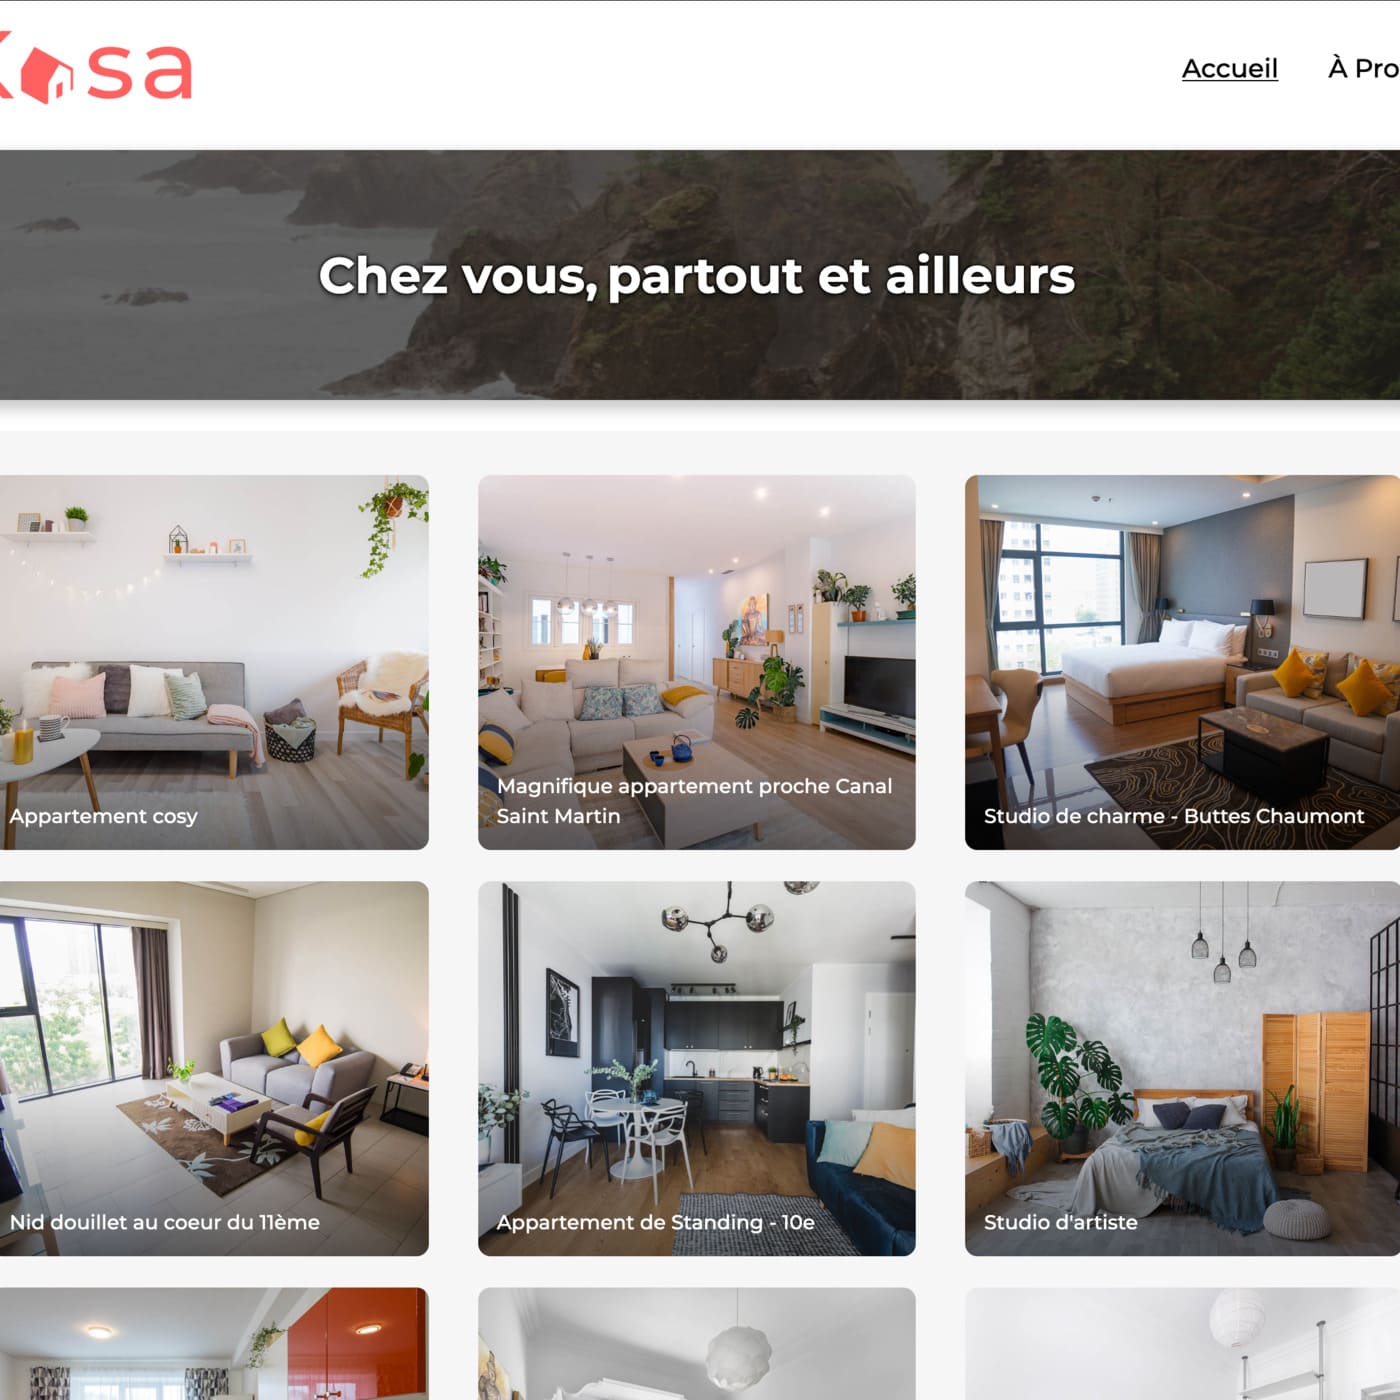 Kasa
Accueil
À Pro
Chez vous, partout et ailleurs
Appartement cosy
Magnifique appartement proche Canal
Saint Martin
Studio de charme - Buttes Chaumont
Nid douillet au coeur du 11ème
Appartement de Standing - 10e
Studio d'artiste